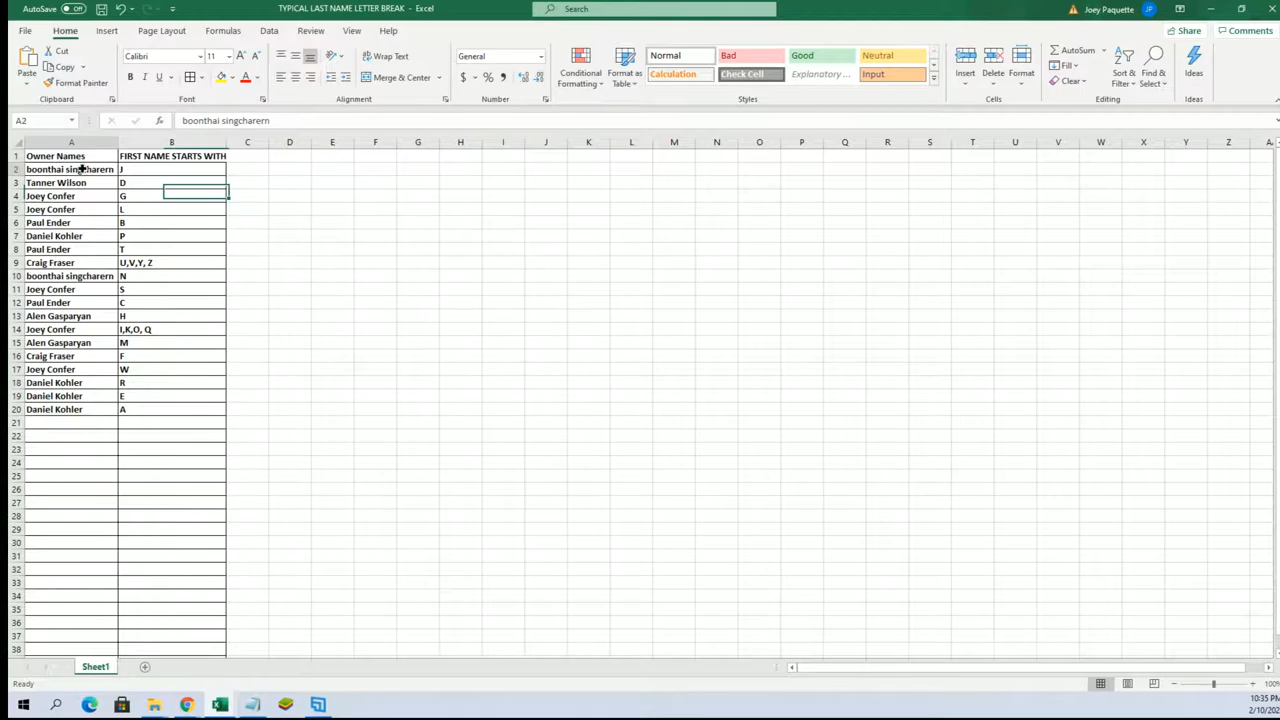 AutoSave Off TYPICAL LAST NAME LETTER BREAK - Excel Search Joey Paquette JP
File Home Insert Page Layout Formulas Data Review View Help Share Comments
Paste Cut Copy Format Painter Clipboard
Calibri 11 B I U A Font
Wrap Text Merge & Center Alignment
General $ % , Number
Conditional Formatting Format as Table
Normal Bad Good Neutral
Calculation Check Cell Explanatory ... Input
Styles
Insert Delete Format Cells
AutoSum Fill Clear Sort & Filter Find & Select Editing
Ideas Ideas
A2 fx boonthai singcharern
A B C D E F G H I J K L M N O P Q R S T U V W X Y Z
1 Owner Names FIRST NAME STARTS WITH
2 boonthai singcharern J
3 Tanner Wilson D
4 Joey Confer G
5 Joey Confer L
6 Paul Ender B
7 Daniel Kohler P
8 Paul Ender T
9 Craig Fraser U,V,Y, Z
10 boonthai singcharern N
11 Joey Confer S
12 Paul Ender C
13 Alen Gasparyan H
14 Joey Confer I,K,O, Q
15 Alen Gasparyan M
16 Craig Fraser F
17 Joey Confer W
18 Daniel Kohler R
19 Daniel Kohler E
20 Daniel Kohler A
21
22
23
24
25
26
27
28
29
30
31
32
33
34
35
36
37
38
Sheet1
Ready 100%
10:35 PM